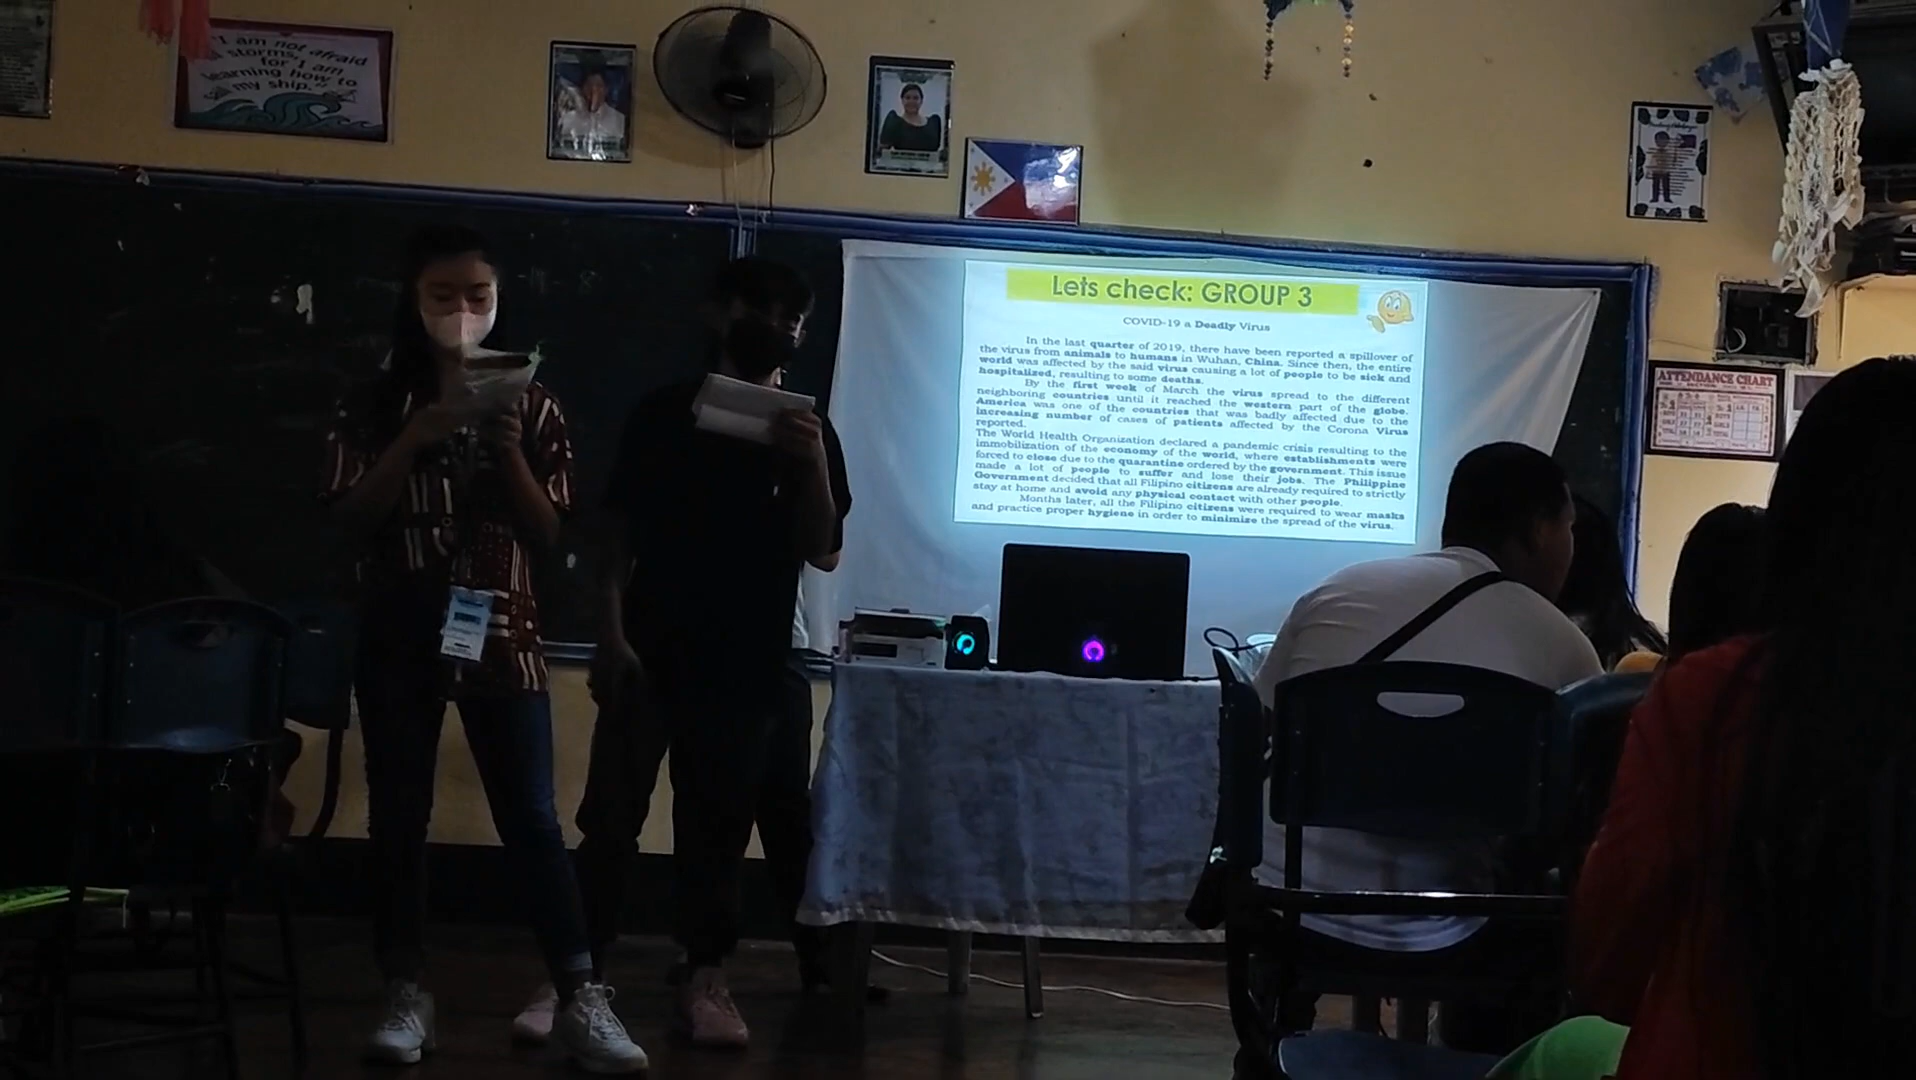 "I am not afraid
of storms,
for I am
learning how to
my ship."
Lets check: GROUP 3
COVID-19 a Deadly Virus
In the last quarter of 2019, there have been reported a spillover of
the virus from animals to humans in Wuhan, China. Since then, the entire
world was affected by the said virus causing a lot of people to be sick and
hospitalized, resulting to some deaths.
By the first week of March the virus spread to the different
neighboring countries until it reached the western part of the globe.
America was one of the countries that was badly affected due to the
increasing number of cases of patients affected by the Corona Virus
reported.
The World Health Organization declared a pandemic crisis resulting to the
immobilization of the economy of the world, where establishments were
forced to close due to the quarantine ordered by the government. This issue
made a lot of people to suffer and lose their jobs. The Philippine
Government decided that all Filipino citizens are already required to strictly
stay at home and avoid any physical contact with other people.
Months later, all the Filipino citizens were required to wear masks
and practice proper hygiene in order to minimize the spread of the virus.
ATTENDANCE CHART